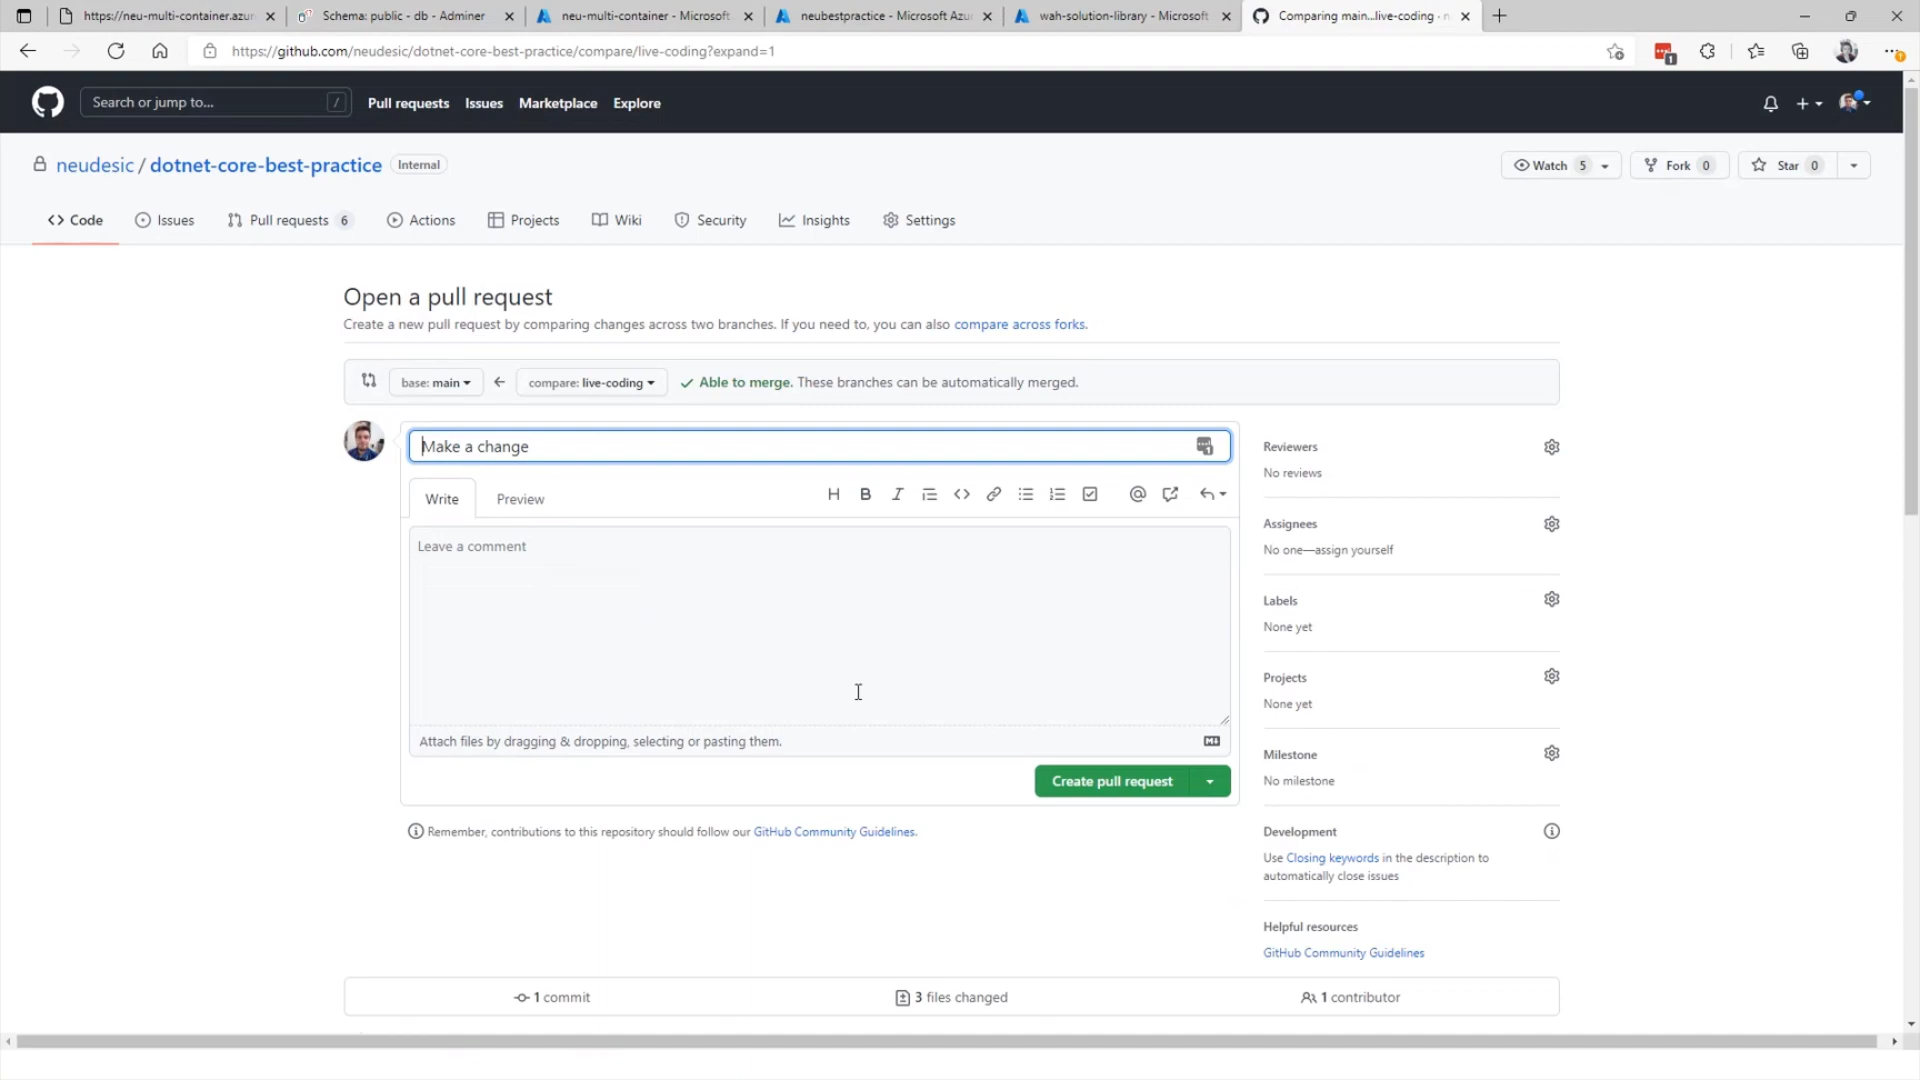 https://neu-multi-container.azur
Schema: public - db - Adminer
neu-multi-container - Microsoft
neubestpractice - Microsoft Azu
wah-solution-library - Microsoft
Comparing main...live-coding · n
https://github.com/neudesic/dotnet-core-best-practice/compare/live-coding?expand=1
1
Search or jump to...
/
Pull requests
Issues
Marketplace
Explore
neudesic / dotnet-core-best-practice
Internal
Watch 5
Fork 0
Star 0
Code
Issues
Pull requests 6
Actions
Projects
Wiki
Security
Insights
Settings
Open a pull request
Create a new pull request by comparing changes across two branches. If you need to, you can also compare across forks.
base: main
compare: live-coding
Able to merge. These branches can be automatically merged.
Make a change
1
Write
Preview
H B I
Leave a comment
Attach files by dragging & dropping, selecting or pasting them.
Create pull request
Remember, contributions to this repository should follow our GitHub Community Guidelines.
Reviewers
No reviews
Assignees
No one—assign yourself
Labels
None yet
Projects
None yet
Milestone
No milestone
Development
Use Closing keywords in the description to
automatically close issues
Helpful resources
GitHub Community Guidelines
1 commit
3 files changed
1 contributor